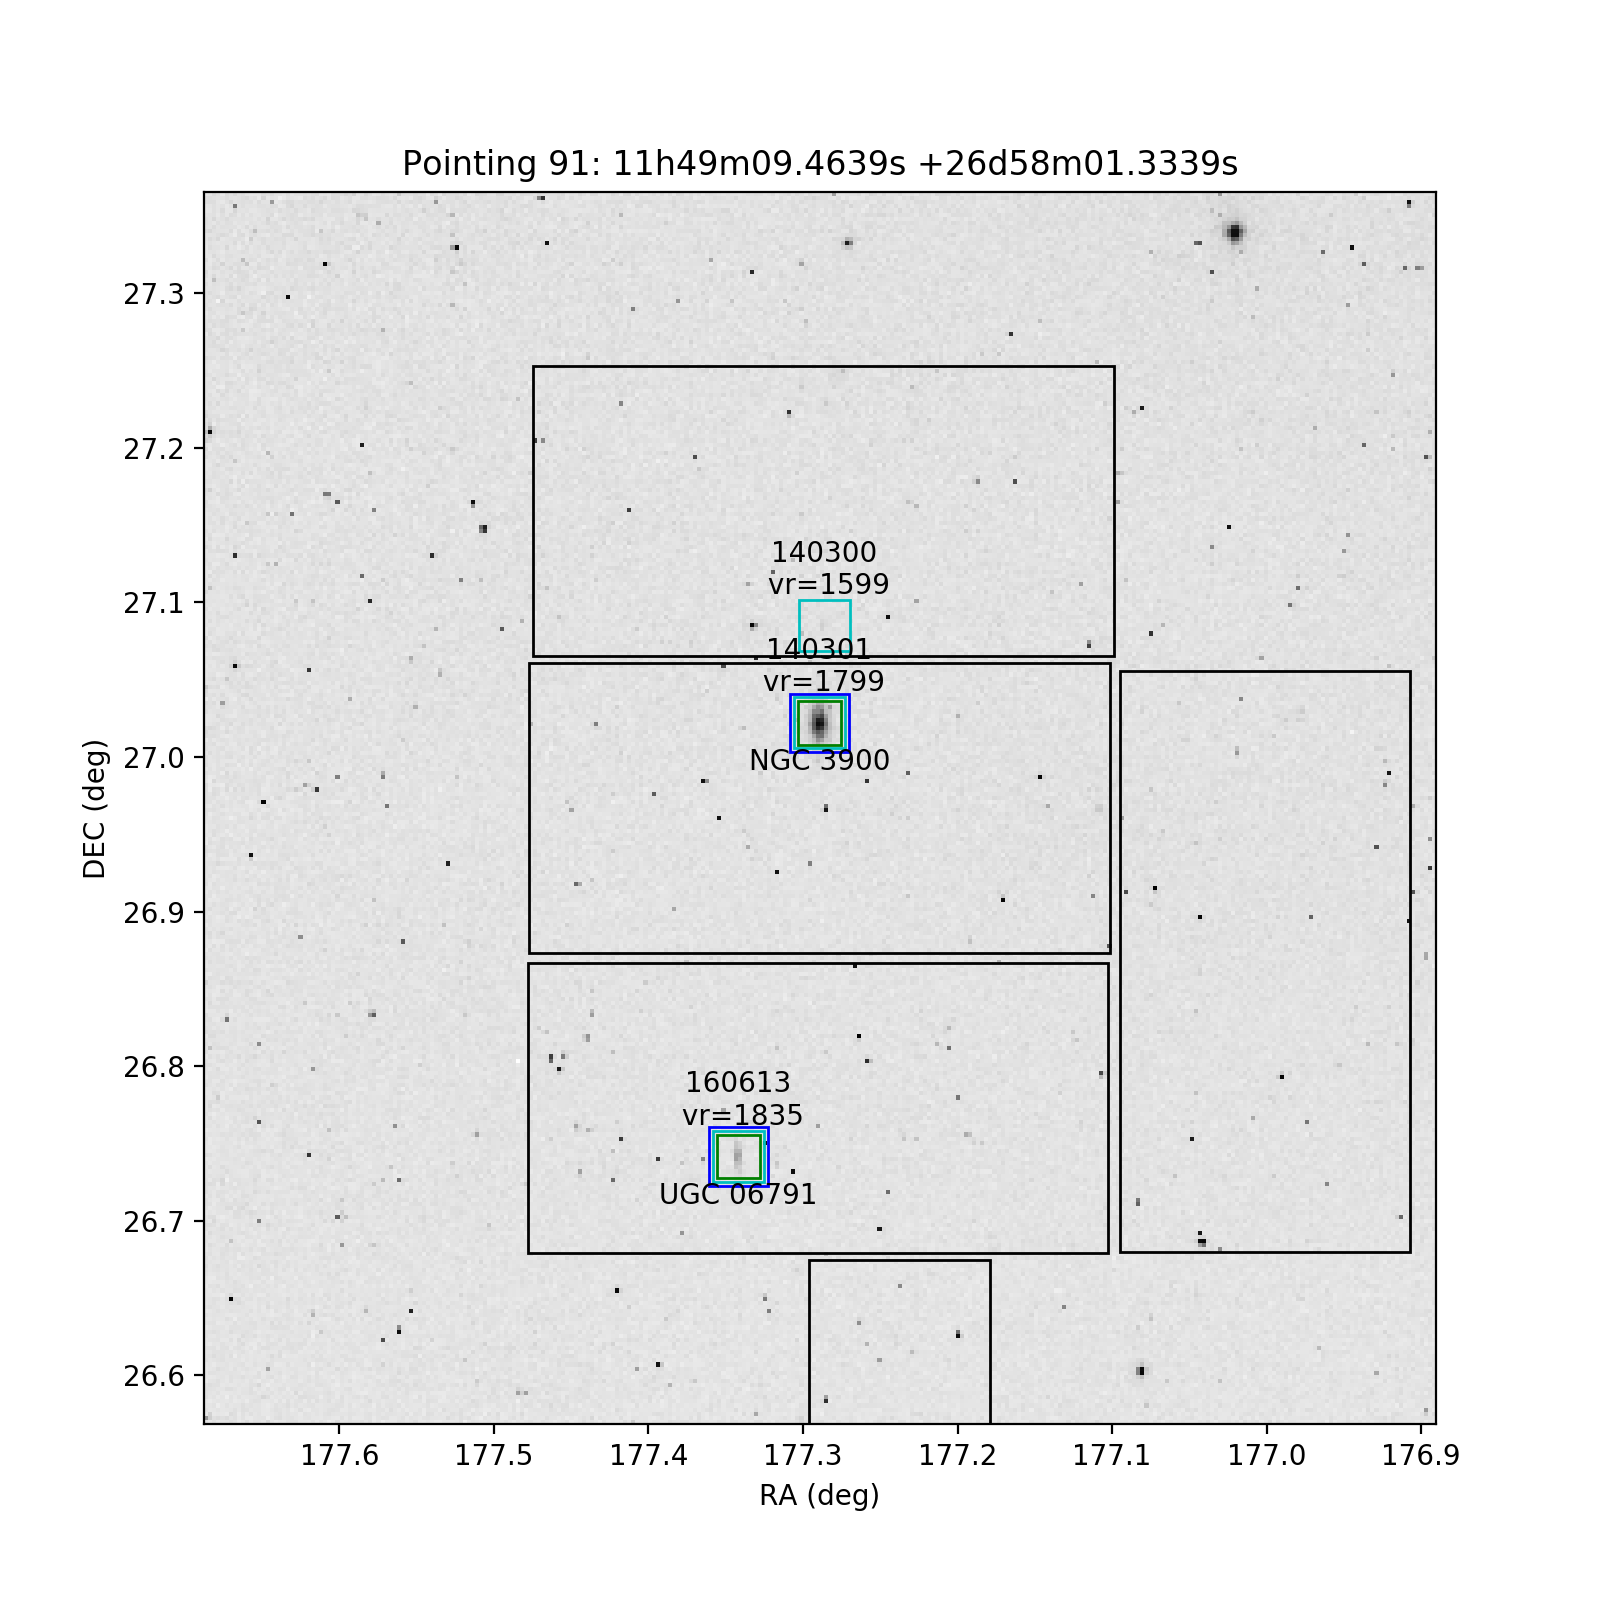 Pointing 91: 11h49m09.4639s +26d58m01.3339s
27.3
27.2
27.1
27.0
26.9
26.8
26.7
26.6
DEC (deg)
140300
vr=1599
140301
vr=1799
NGC 3900
160613
vr=1835
UGC 06791
177.6 177.5 177.4 177.3 177.2 177.1 177.0 176.9
RA (deg)